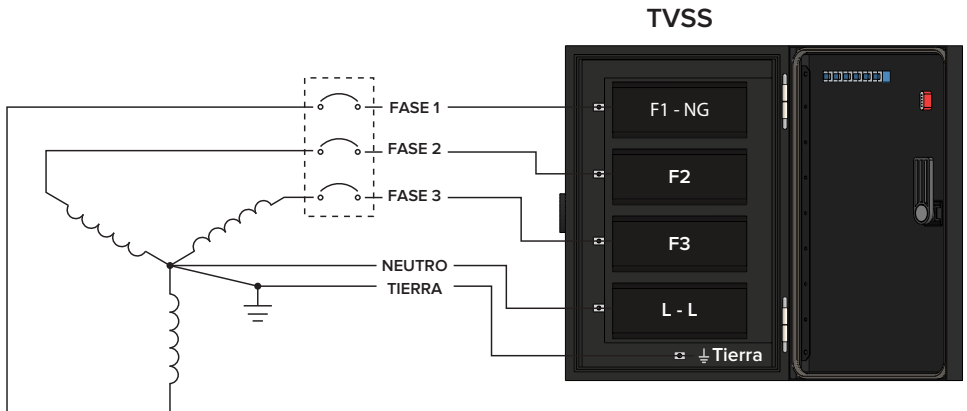 TVSS
FASE 1
FASE 2
FASE 3
NEUTRO
TIERRA
F1 - NG
F2
F3
L - L
Tierra